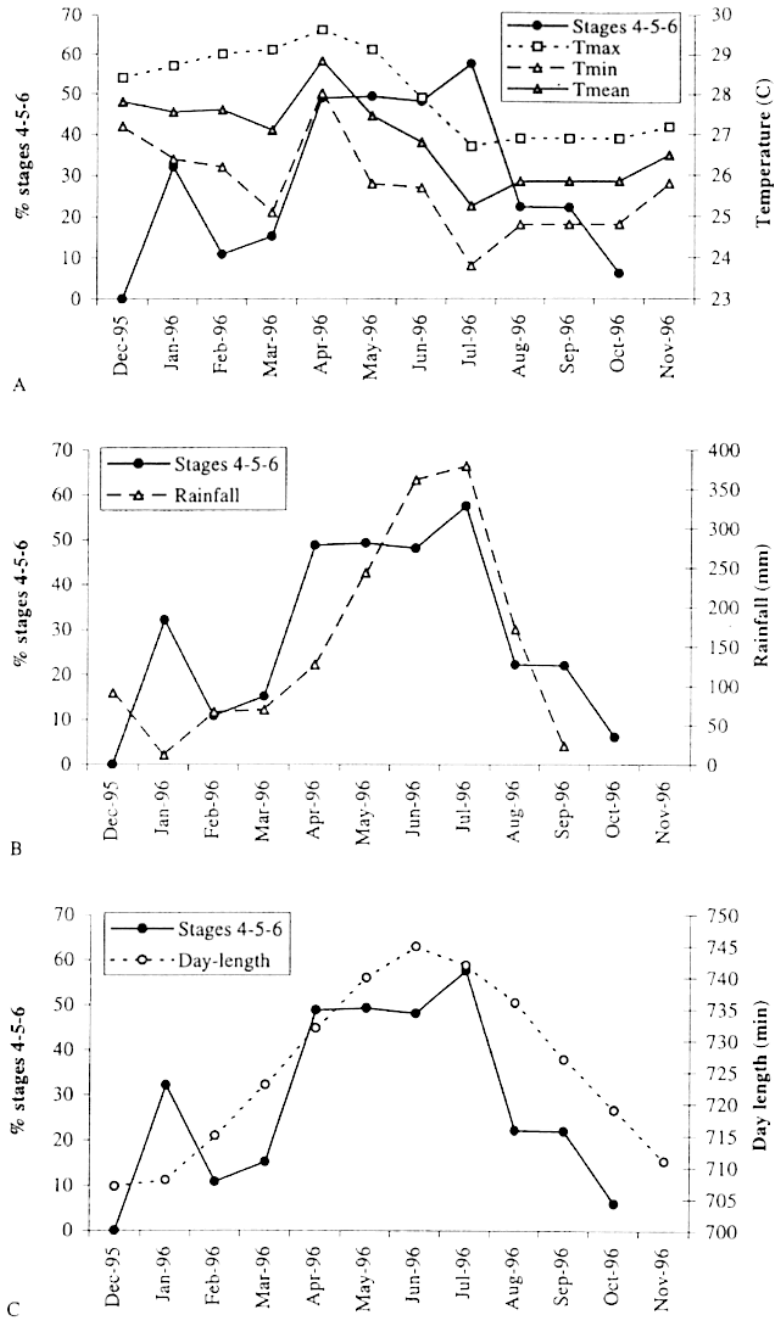 70
60
50
40
30
20
10
0
% stages 4-5-6
Stages 4-5-6
Tmax
Tmin
Tmean
30
29
28
27
26
25
24
23
Temperature (C)
Dec-95
Jan-96
Feb-96
Mar-96
Apr-96
May-96
Jun-96
Jul-96
Aug-96
Sep-96
Oct-96
Nov-96
A
70
60
50
40
30
20
10
0
% stages 4-5-6
Stages 4-5-6
Rainfall
400
350
300
250
200
150
100
50
0
Rainfall (mm)
Dec-95
Jan-96
Feb-96
Mar-96
Apr-96
May-96
Jun-96
Jul-96
Aug-96
Sep-96
Oct-96
Nov-96
B
70
60
50
40
30
20
10
0
% stages 4-5-6
Stages 4-5-6
Day-length
750
745
740
735
730
725
720
715
710
705
700
Day length (min)
Dec-95
Jan-96
Feb-96
Mar-96
Apr-96
May-96
Jun-96
Jul-96
Aug-96
Sep-96
Oct-96
Nov-96
C